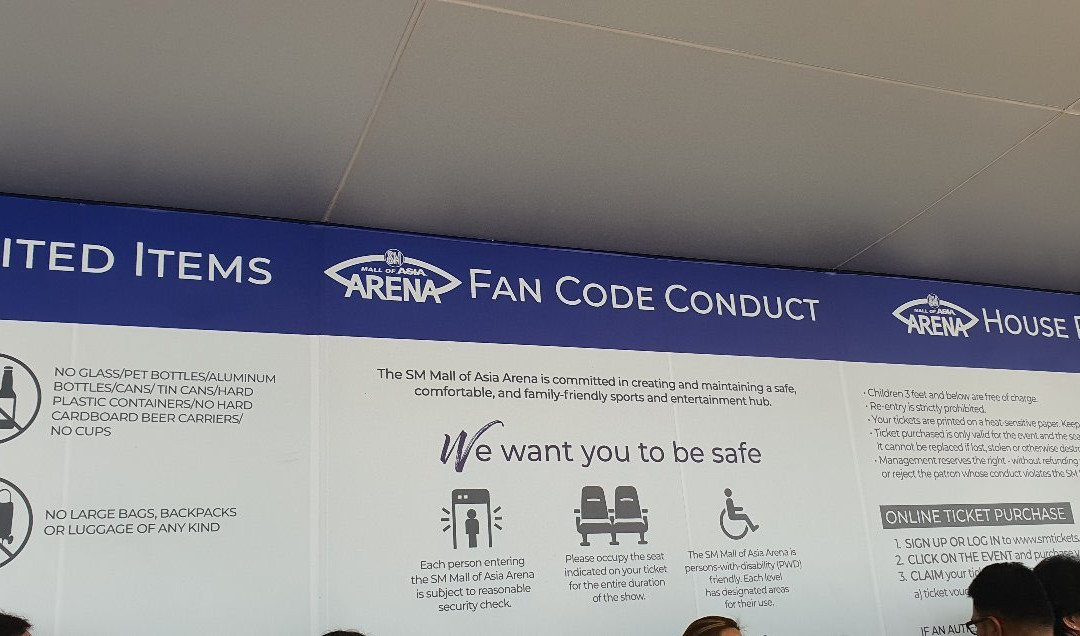 ITED ITEMS
NO GLASS/PET BOTTLES/ALUMINUM
BOTTLES/CANS/ TIN CANS/HARD
PLASTIC CONTAINERS/NO HARD
CARDBOARD BEER CARRIERS/
NO CUPS
NO LARGE BAGS, BACKPACKS
OR LUGGAGE OF ANY KIND
SM
MALL OF ASIA
ARENA
FAN CODE CONDUCT
The SM Mall of Asia Arena is committed in creating and maintaining a safe,
comfortable, and family-friendly sports and entertainment hub.
We want you to be safe
Each person entering
the SM Mall of Asia Arena
is subject to reasonable
security check.
Please occupy the seat
indicated on your ticket
for the entire duration
of the show.
The SM Mall of Asia Arena is
persons-with-disability (PWD)
friendly. Each level
has designated areas
for their use.
SM
MALL OF ASIA
ARENA
HOUSE
• Children 3 feet and below are free of charge.
• Re-entry is strictly prohibited.
• Your tickets are printed on a heat-sensitive paper. Keep
• Ticket purchased is only valid for the event and the
it cannot be replaced if lost, stolen or otherwise
• Management reserves the right - without refunding
or reject the patron whose conduct violates the SM
ONLINE TICKET PURCHASE
1. SIGN UP OR LOG IN to www.smtickets.
2. CLICK ON THE EVENT and purchase
3. CLAIM your
a) ticket
IF AN